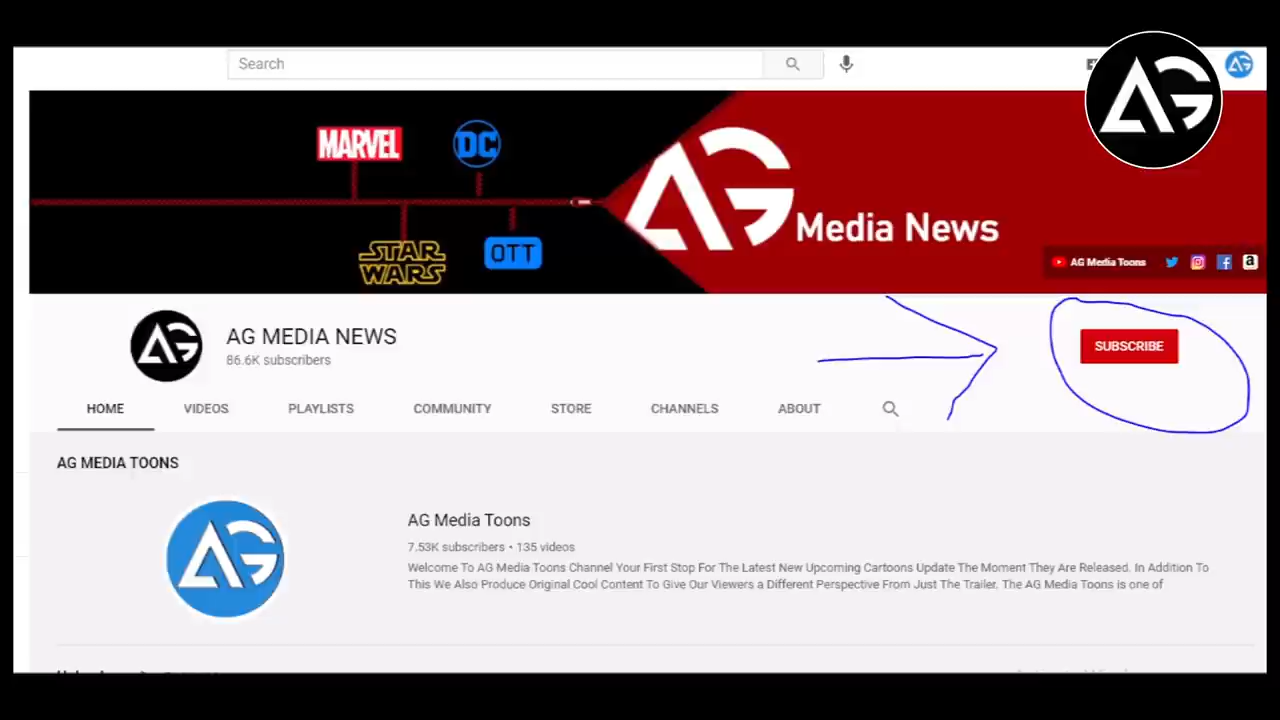 Search
MARVEL
DC
STAR
WARS
OTT
AG
Media News
AG Media Toons
AG
AG
a
AG
AG MEDIA NEWS
86.6K subscribers
SUBSCRIBE
HOME VIDEOS PLAYLISTS COMMUNITY STORE CHANNELS ABOUT
AG MEDIA TOONS
AG
AG Media Toons
7.53K subscribers • 135 videos
Welcome To AG Media Toons Channel Your First Stop For The Latest New Upcoming Cartoons Update The Moment They Are Released. In Addition To
This We Also Produce Original Cool Content To Give Our Viewers a Different Perspective From Just The Trailer. The AG Media Toons is one of